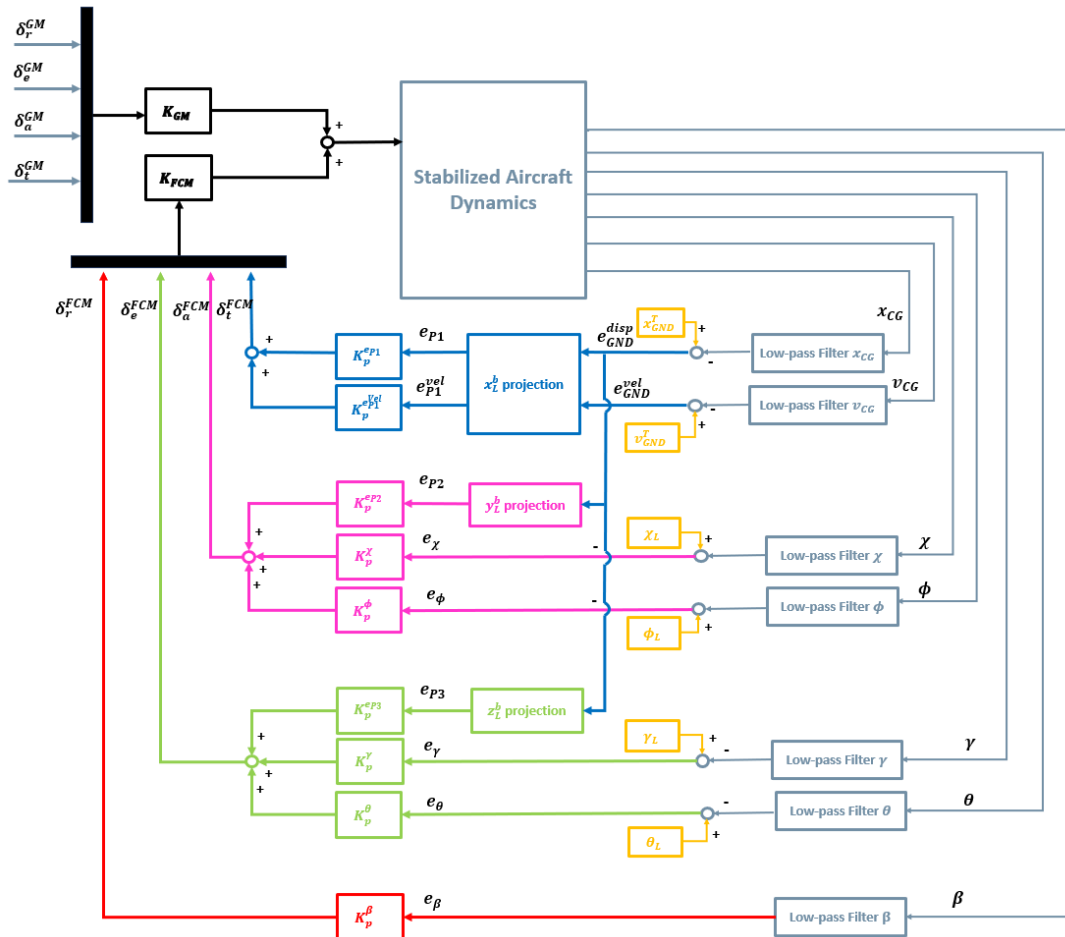 δ_r^GM
δ_e^GM
δ_a^GM
δ_t^GM
K_GM
K_FCM
+
+
Stabilized Aircraft
Dynamics
δ_r^FCM
δ_e^FCM
δ_a^FCM
δ_t^FCM
+
+
K_p^{e_P1}
e_P1
x_L^b projection
e_GND^disp
x_GND^T
+
-
Low-pass Filter x_CG
x_CG
K_p^{e_P1^vel}
e_P1^vel
e_GND^vel
v_GND^T
-
+
Low-pass Filter v_CG
v_CG
+
+
+
K_p^{e_P2}
e_P2
y_L^b projection
K_p^χ
e_χ
-
χ_L
+
Low-pass Filter χ
χ
K_p^ϕ
e_ϕ
-
ϕ_L
+
Low-pass Filter ϕ
ϕ
+
+
+
K_p^{e_P3}
e_P3
z_L^b projection
K_p^γ
e_γ
γ_L
+
-
Low-pass Filter γ
γ
K_p^θ
e_θ
θ_L
-
+
Low-pass Filter θ
θ
K_p^β
e_β
Low-pass Filter β
β